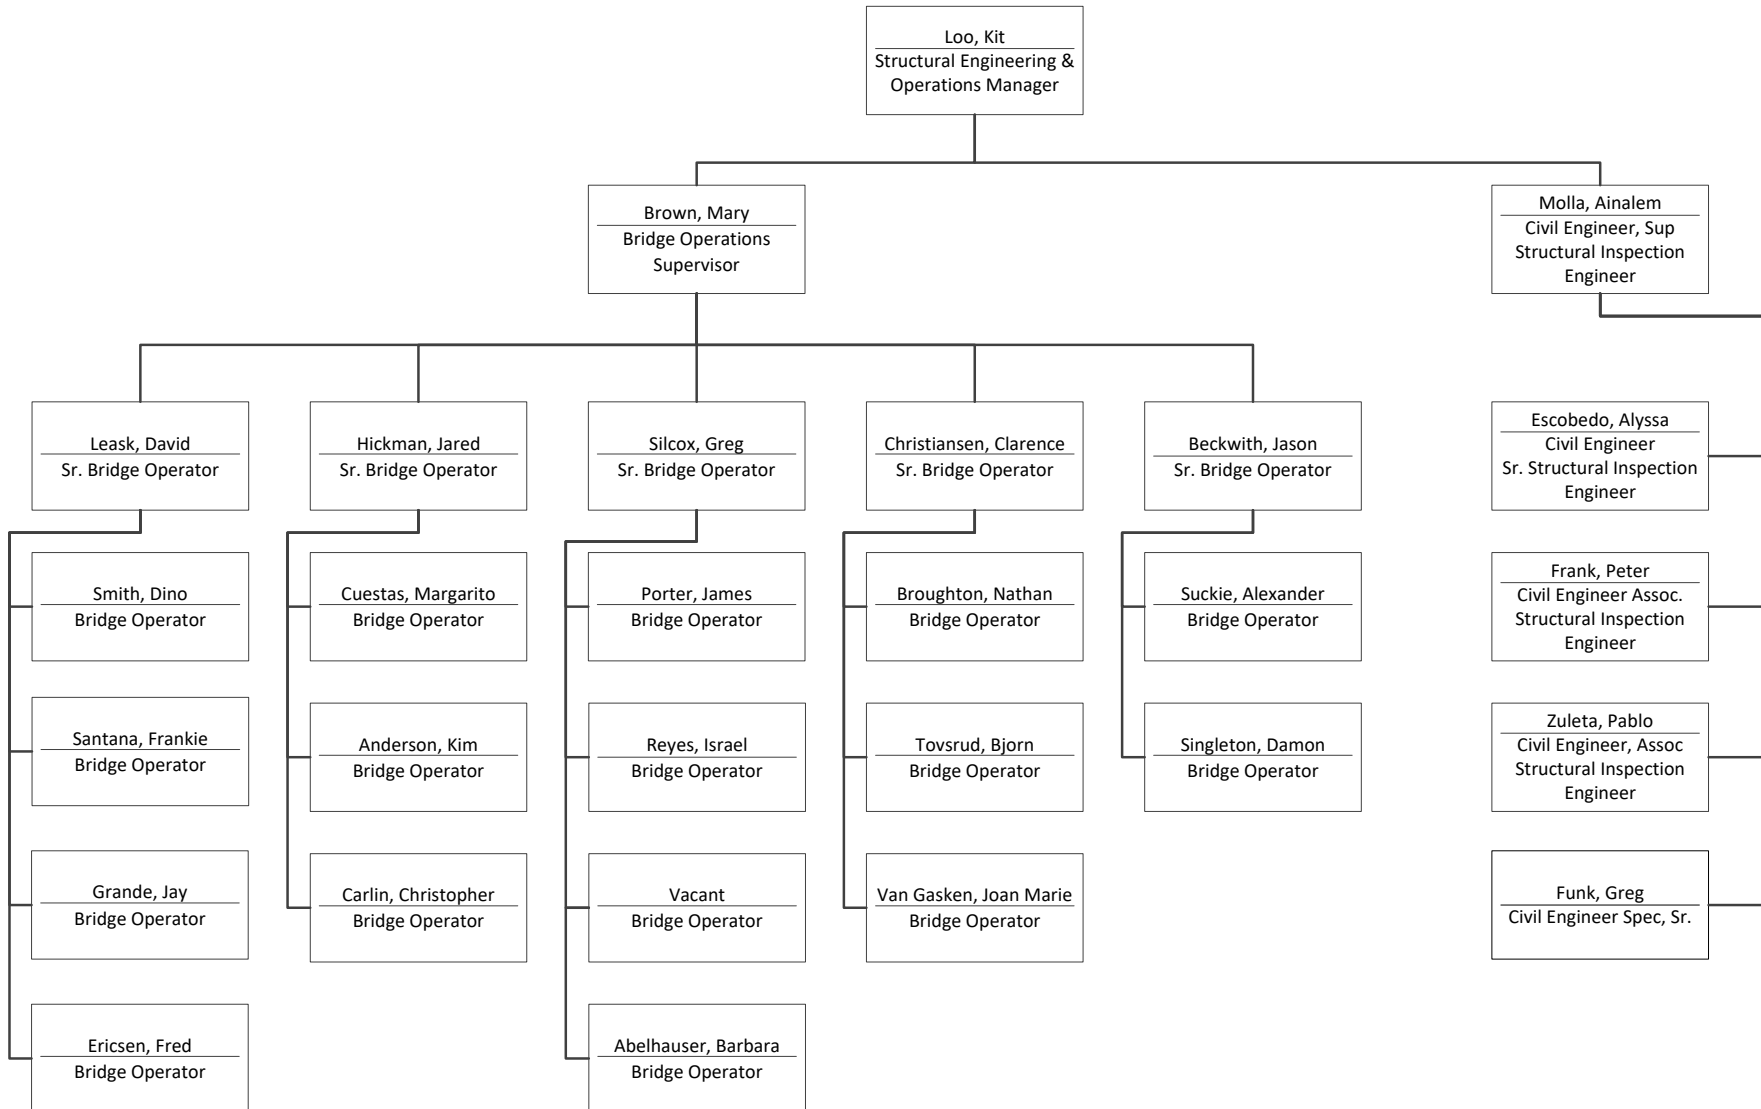 Loo, Kit
Structural Engineering &
Operations Manager
Brown, Mary
Bridge Operations
Supervisor
Molla, Ainalem
Civil Engineer, Sup
Structural Inspection
Engineer
Leask, David
Sr. Bridge Operator
Hickman, Jared
Sr. Bridge Operator
Silcox, Greg
Sr. Bridge Operator
Christiansen, Clarence
Sr. Bridge Operator
Beckwith, Jason
Sr. Bridge Operator
Escobedo, Alyssa
Civil Engineer
Sr. Structural Inspection
Engineer
Smith, Dino
Bridge Operator
Cuestas, Margarito
Bridge Operator
Porter, James
Bridge Operator
Broughton, Nathan
Bridge Operator
Suckie, Alexander
Bridge Operator
Frank, Peter
Civil Engineer Assoc.
Structural Inspection
Engineer
Santana, Frankie
Bridge Operator
Anderson, Kim
Bridge Operator
Reyes, Israel
Bridge Operator
Tovsrud, Bjorn
Bridge Operator
Singleton, Damon
Bridge Operator
Zuleta, Pablo
Civil Engineer, Assoc
Structural Inspection
Engineer
Grande, Jay
Bridge Operator
Carlin, Christopher
Bridge Operator
Vacant
Bridge Operator
Van Gasken, Joan Marie
Bridge Operator
Funk, Greg
Civil Engineer Spec, Sr.
Ericsen, Fred
Bridge Operator
Abelhauser, Barbara
Bridge Operator